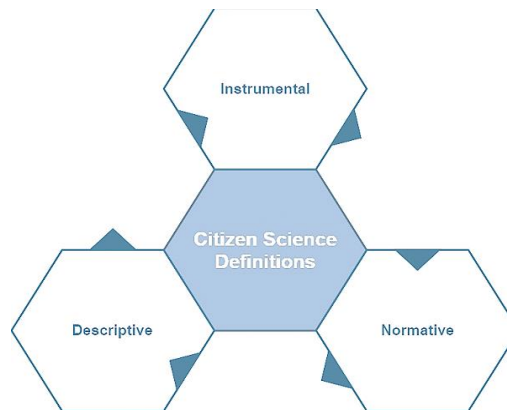 Instrumental
Citizen Science
Definitions
Descriptive
Normative